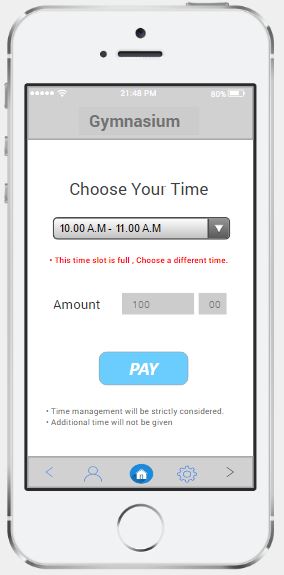 21:48 PM 80%
Gymnasium
Choose Your Time
10.00 A.M - 11.00 A.M
• This time slot is full , Choose a different time.
Amount 100 00
PAY
• Time management will be strictly considered.
• Additional time will not be given